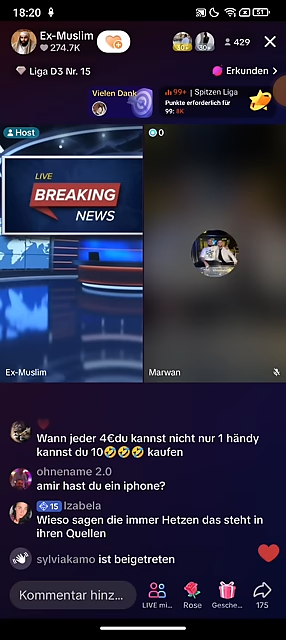 18:20
51
Ex-Muslim
274.7K
30+
30+
429
Liga D3 Nr. 15
Erkunden
Vielen Dank
99+ | Spitzen Liga
Punkte erforderlich für
99: 8K
Host
0
LIVE
BREAKING
NEWS
Ex-Muslim
Marwan
Wann jeder 4€du kannst nicht nur 1 händy
kannst du 10🤣🤣🤣 kaufen
ohnename 2.0
amir hast du ein iphone?
15 Izabela
Wieso sagen die immer Hetzen das steht in
ihren Quellen
sylviakamo ist beigetreten
Kommentar hinz...
LIVE mi...
Rose
Gesche...
175